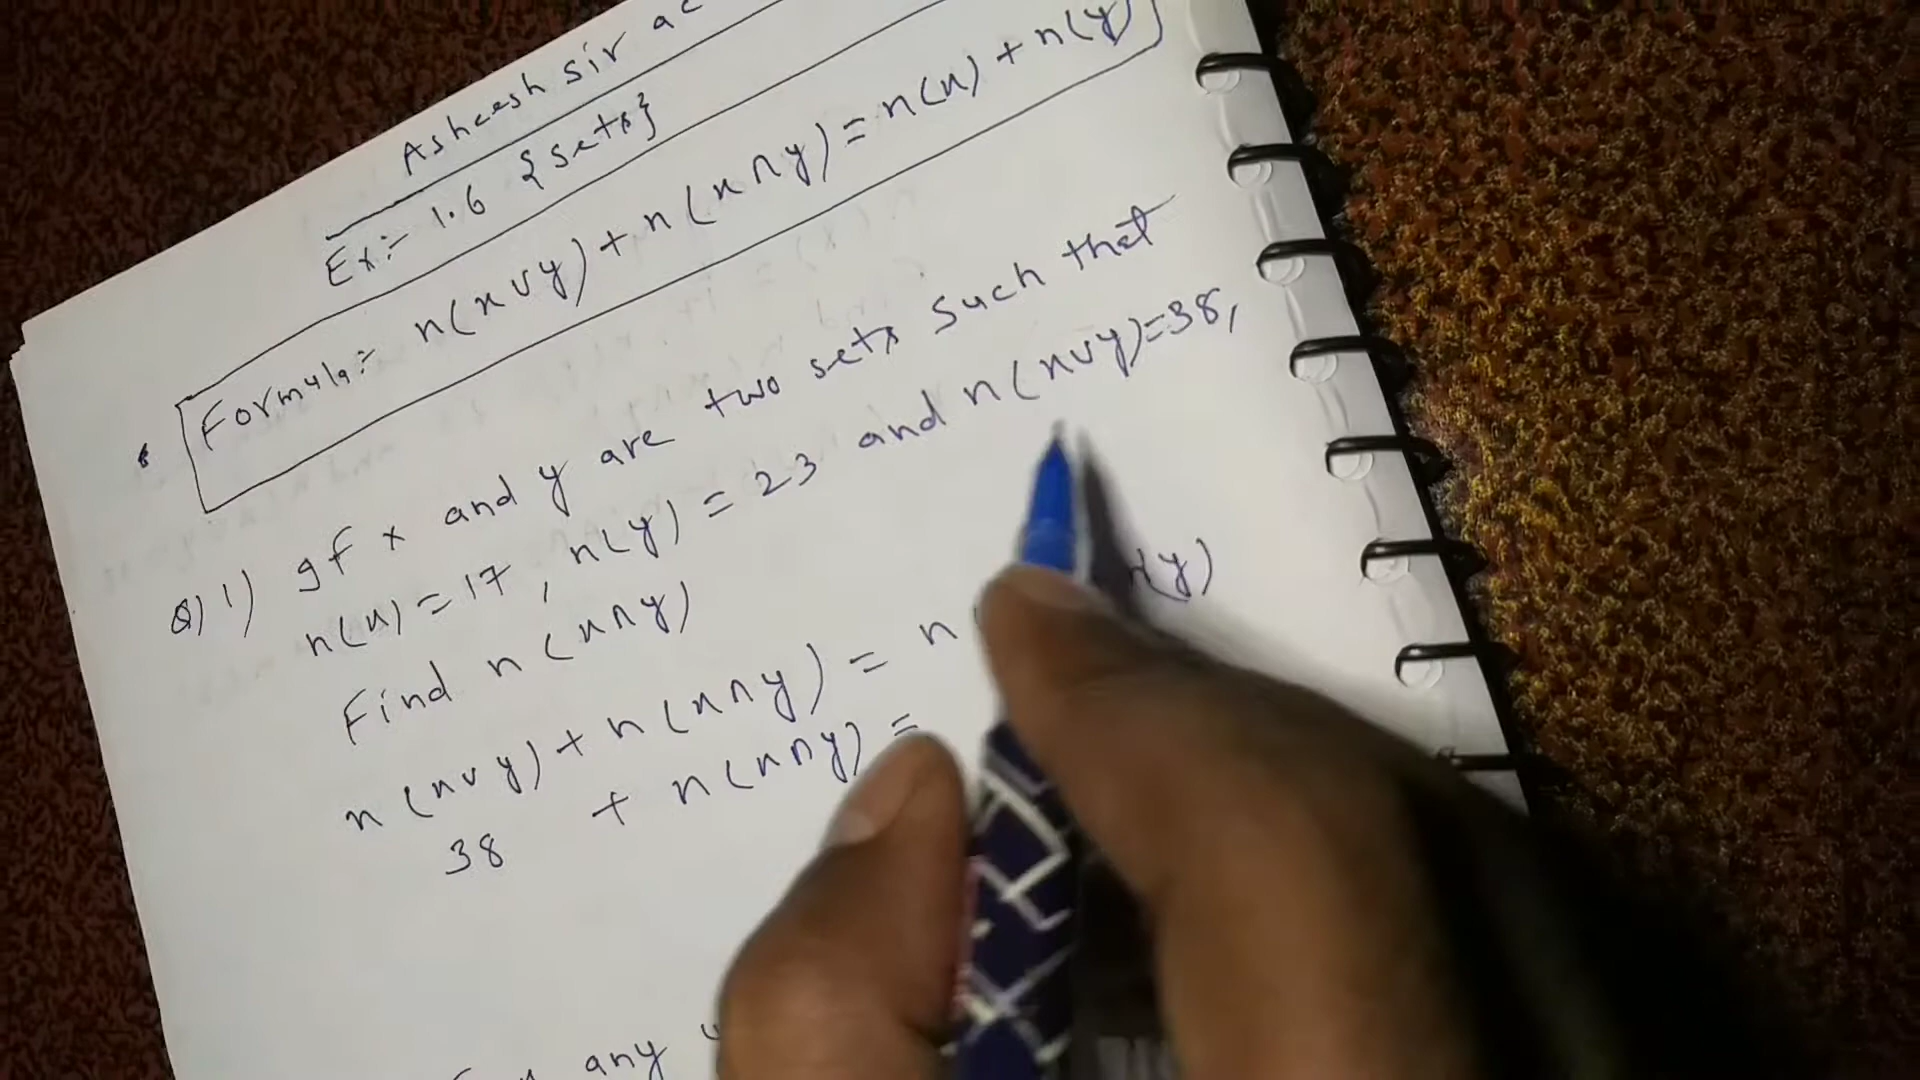 Asheesh sir ac
Ex:- 1.6 {sets}
Formula:- n(x∪y) + n(x∩y) = n(x) + n(y)
Q) 1) If x and y are two sets such that
n(x) = 17, n(y) = 23 and n(x∪y) = 38,
Find n(x∩y)
n(x∪y) + n(x∩y) = n (y)
38 + n(x∩y) =
any